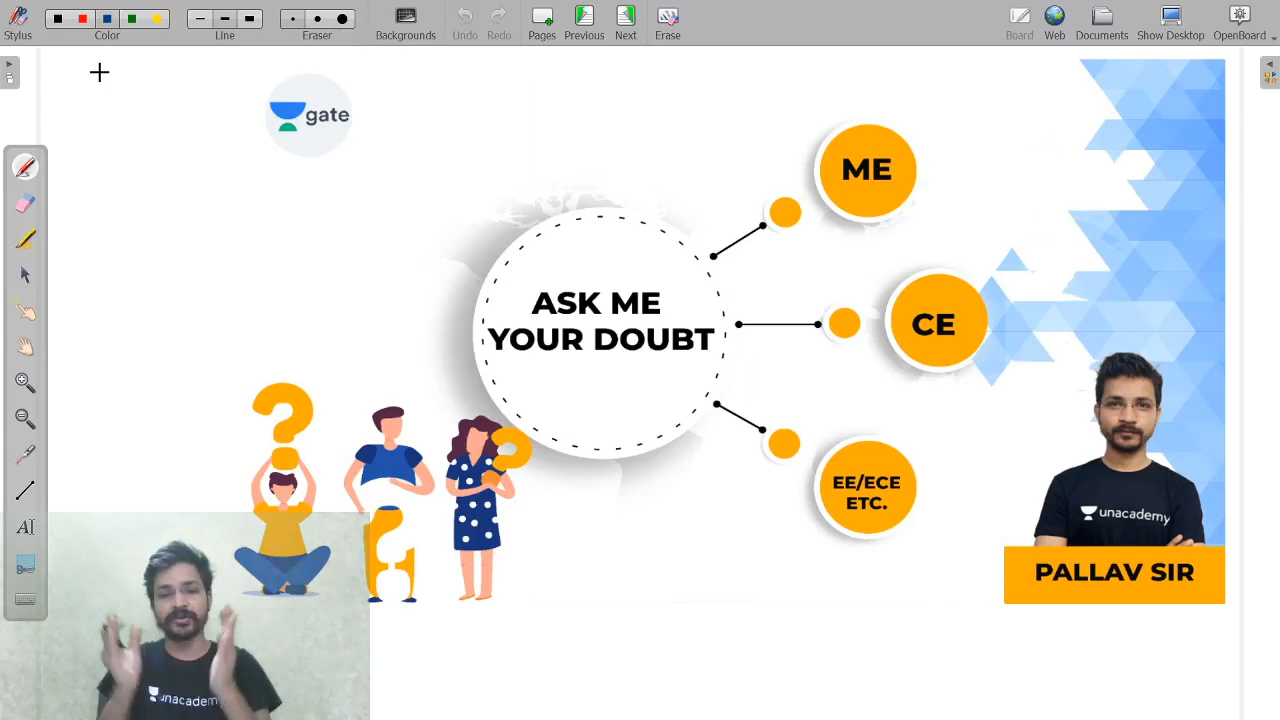 Stylus
Color
Line
Eraser
Backgrounds
Undo
Redo
Pages
Previous
Next
Erase
Board
Web
Documents
Show Desktop
OpenBoard
gate
ME
ASK ME
YOUR DOUBT
CE
EE/ECE
ETC.
unacademy
PALLAV SIR
unacademy
AI